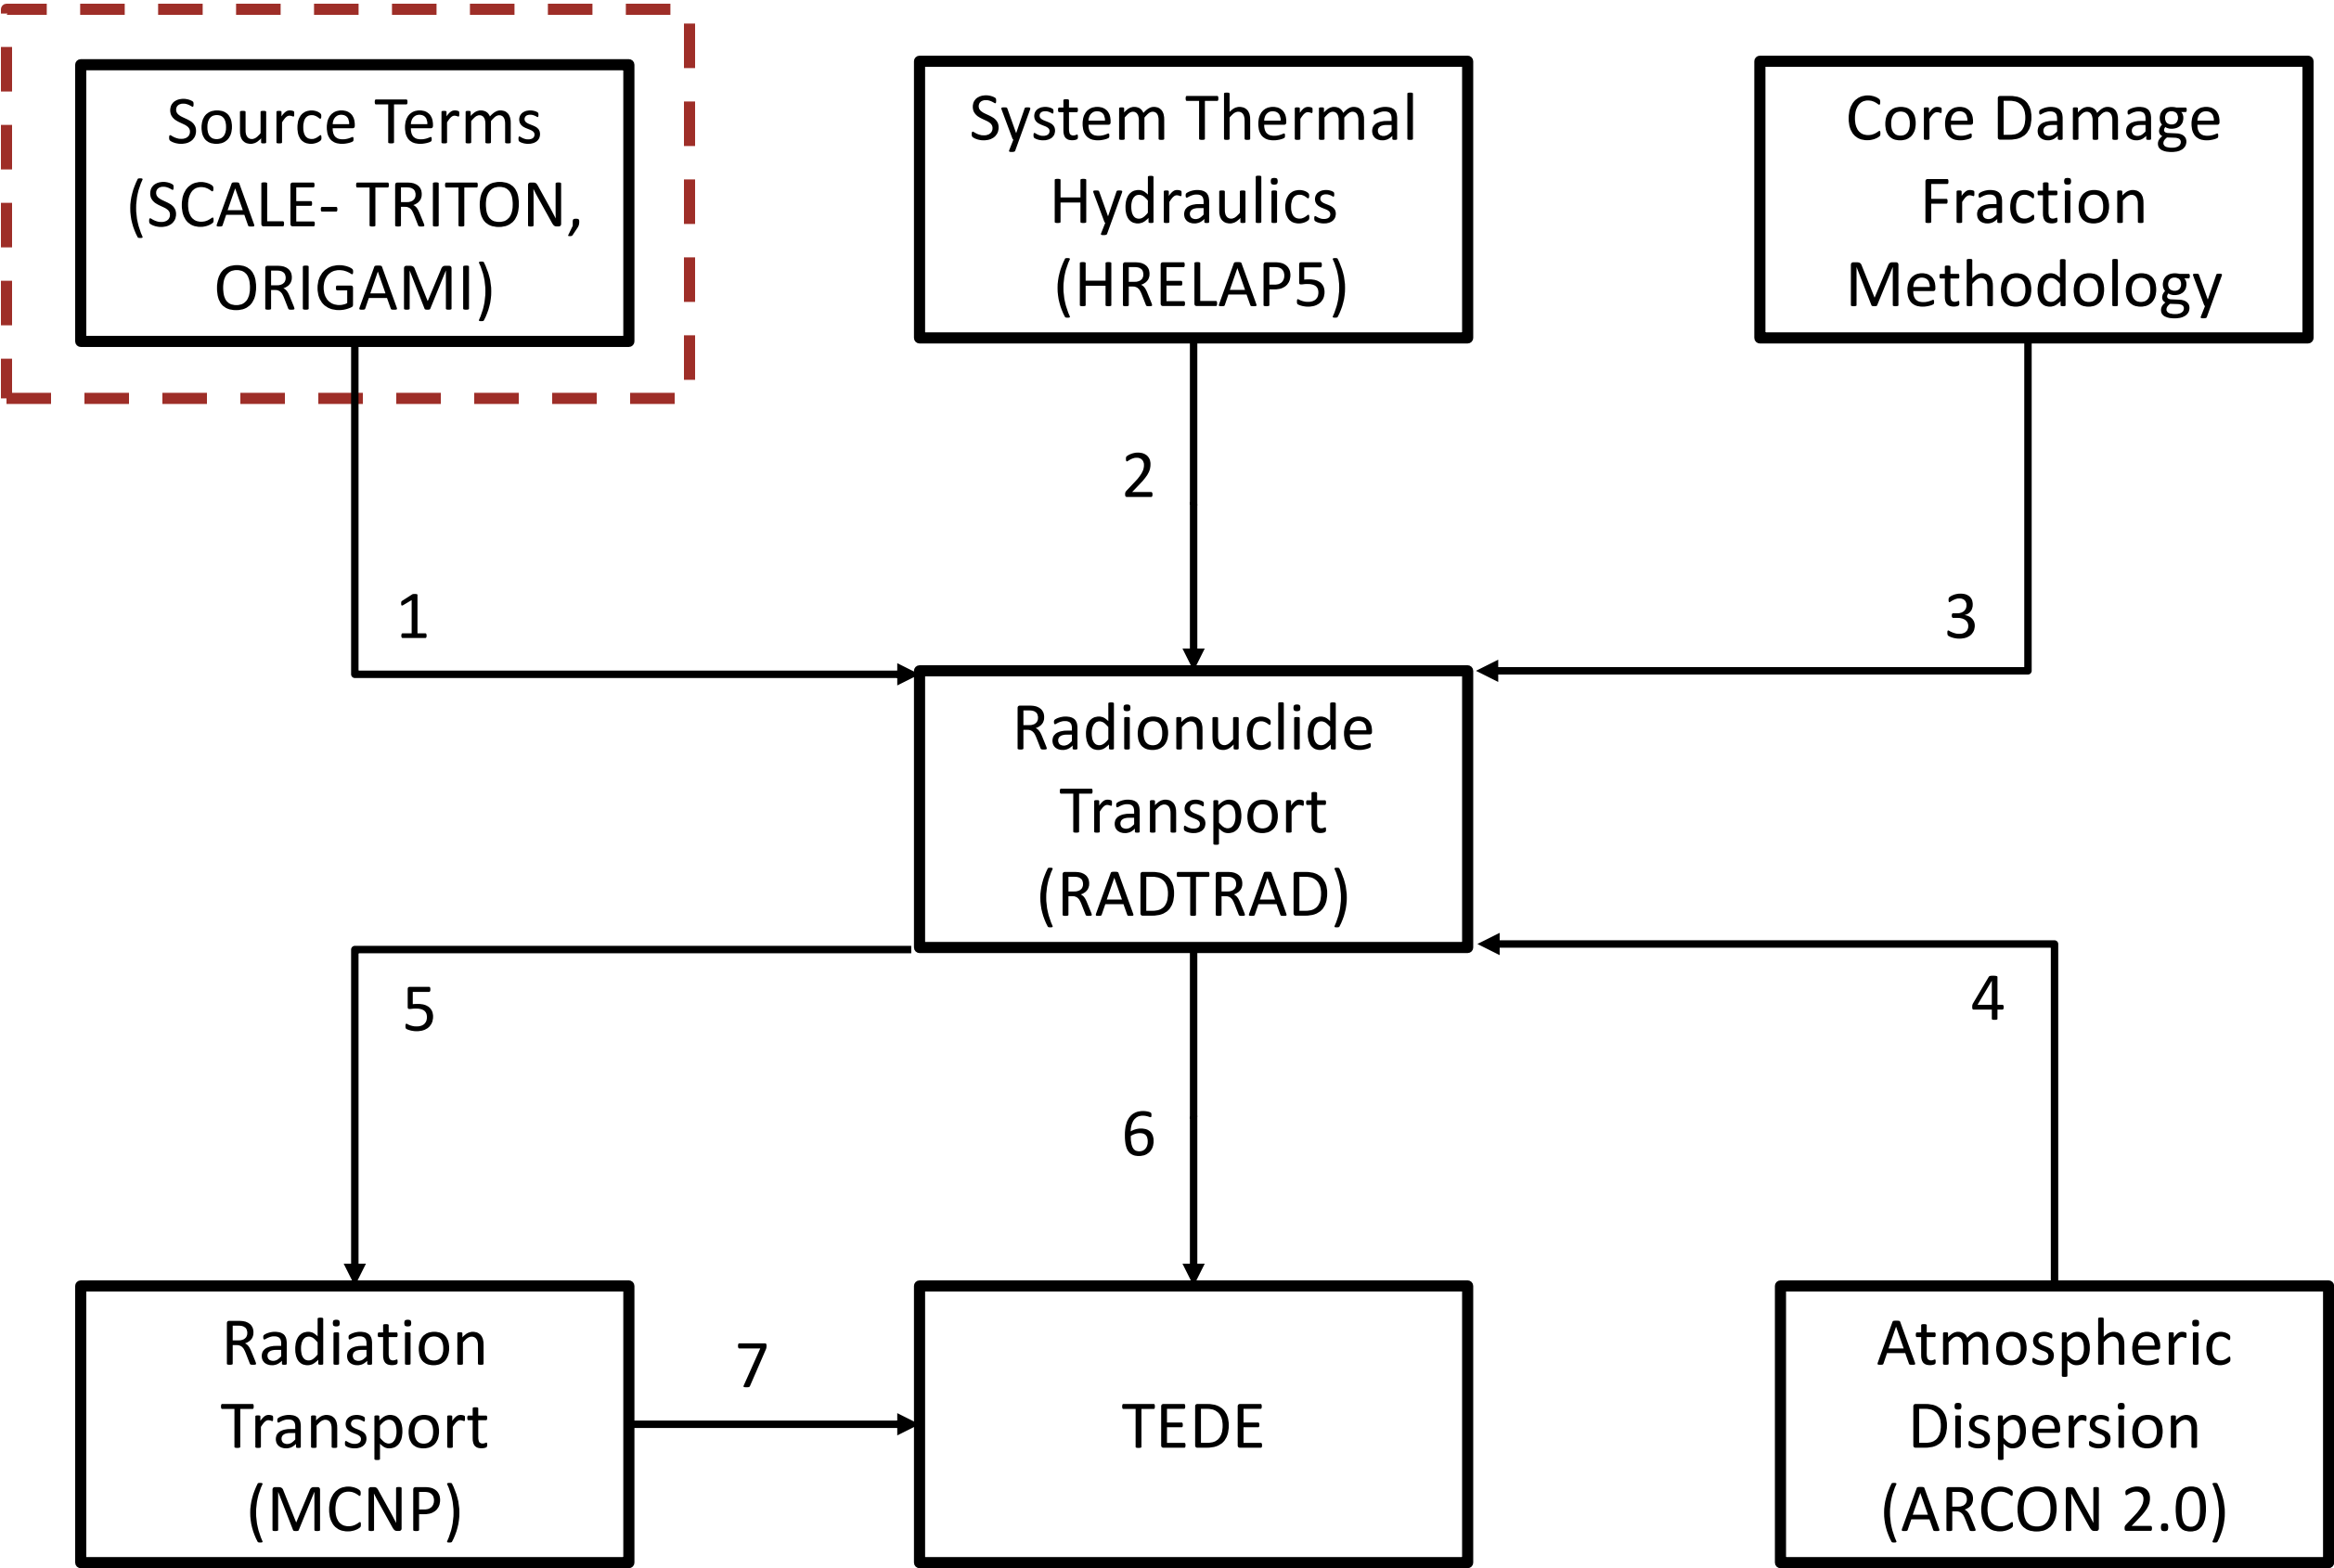 Source Terms
(SCALE- TRITON,
ORIGAMI)
System Thermal
Hydraulics
(HRELAP5)
Core Damage
Fraction
Methodology
1
2
3
Radionuclide
Transport
(RADTRAD)
5
6
4
Radiation
Transport
(MCNP)
7
TEDE
Atmospheric
Dispersion
(ARCON 2.0)